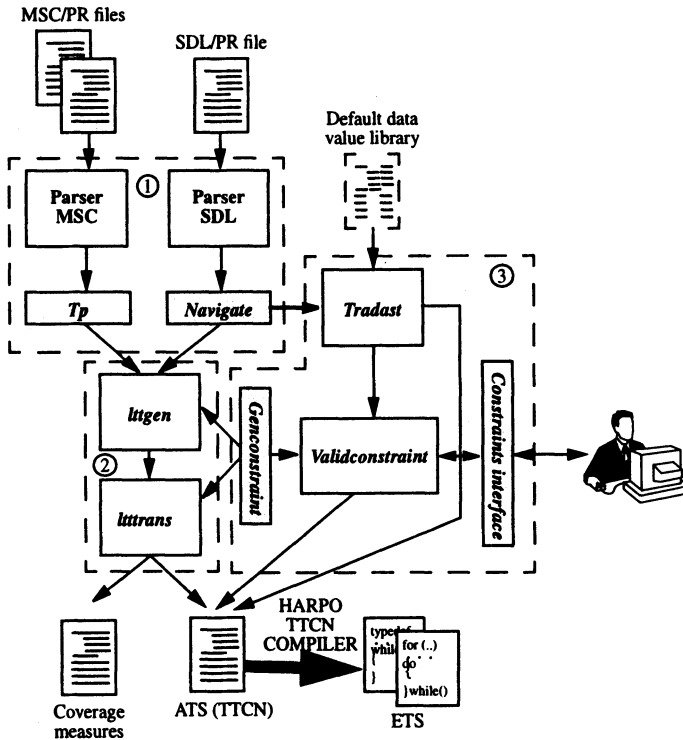 MSC/PR files
SDL/PR file
Default data
value library
Parser
MSC
1
Parser
SDL
3
Tp
Navigate
Tradast
lttgen
Genconstraint
Validconstraint
Constraints interface
2
ltttrans
HARPO
TTCN
COMPILER
typedef
while
{
}
for (..)
do
{
}while()
Coverage
measures
ATS (TTCN)
ETS